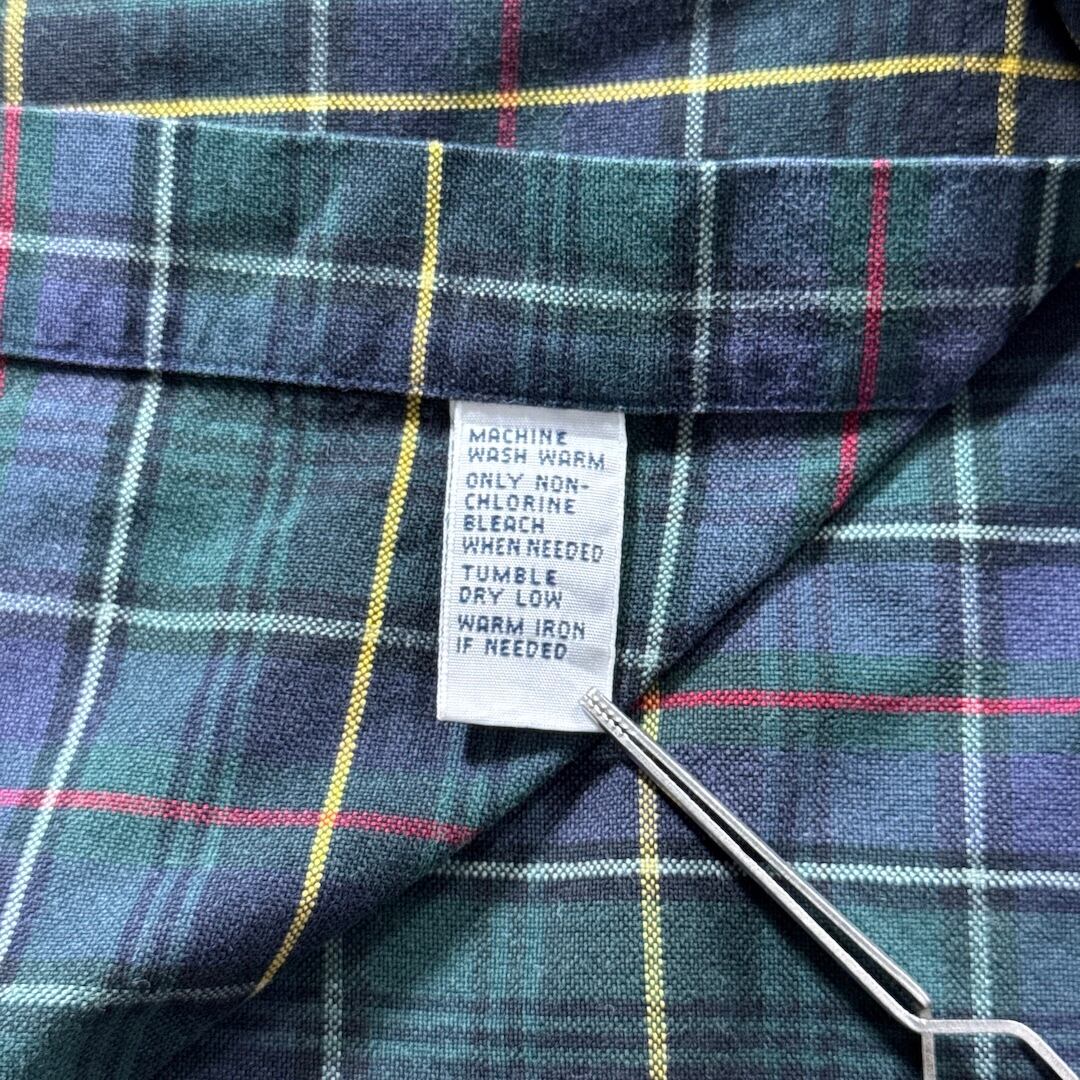 MACHINE
WASH WARM
ONLY NON-
CHLORINE
BLEACH
WHEN NEEDED
TUMBLE
DRY LOW
WARM IRON
IF NEEDED